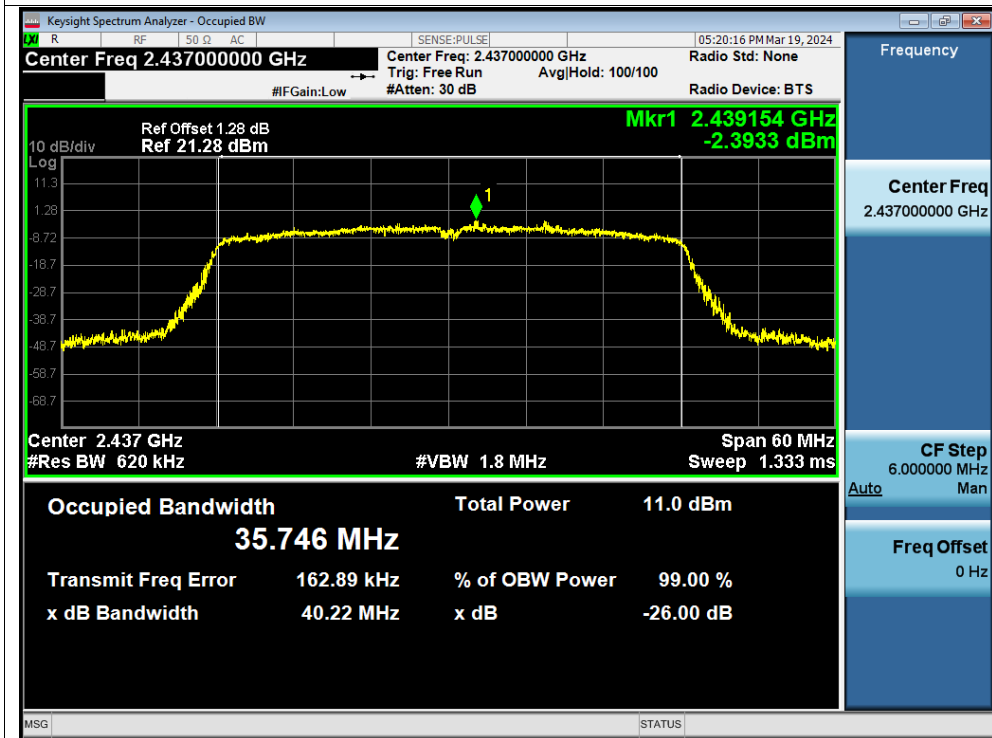 Keysight Spectrum Analyzer - Occupied BW
LXI R RF 50 Ω AC SENSE:PULSE 05:20:16 PM Mar 19, 2024
Center Freq 2.437000000 GHz
Center Freq: 2.437000000 GHz
Radio Std: None
Trig: Free Run
Avg|Hold: 100/100
#IFGain:Low
#Atten: 30 dB
Radio Device: BTS
Mkr1 2.439154 GHz
-2.3933 dBm
Ref Offset 1.28 dB
10 dB/div Ref 21.28 dBm
Log
11.3
1
1.28
-8.72
-18.7
-28.7
-38.7
-48.7
-58.7
-68.7
Center 2.437 GHz
Span 60 MHz
#Res BW 620 kHz
#VBW 1.8 MHz
Sweep 1.333 ms
Occupied Bandwidth
Total Power 11.0 dBm
35.746 MHz
Transmit Freq Error 162.89 kHz % of OBW Power 99.00 %
x dB Bandwidth 40.22 MHz x dB -26.00 dB
MSG STATUS
Frequency
Center Freq
2.437000000 GHz
CF Step
6.000000 MHz
Auto Man
Freq Offset
0 Hz